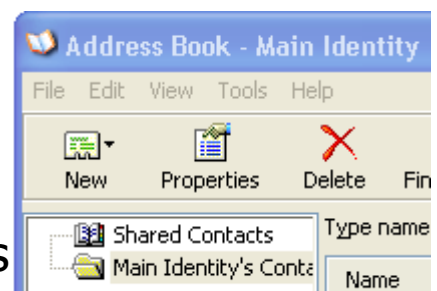 Address Book - Main Identity
File Edit View Tools Help
New Properties Delete Fin
Shared Contacts
Type name
s
Main Identity's Conta
Name